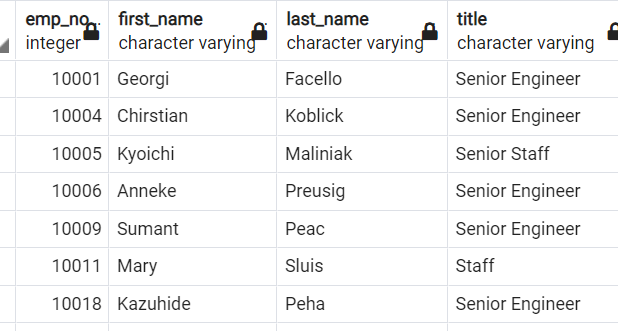 emp_no first_name last_name title
integer character varying character varying character varying
10001 Georgi Facello Senior Engineer
10004 Chirstian Koblick Senior Engineer
10005 Kyoichi Maliniak Senior Staff
10006 Anneke Preusig Senior Engineer
10009 Sumant Peac Senior Engineer
10011 Mary Sluis Staff
10018 Kazuhide Peha Senior Engineer